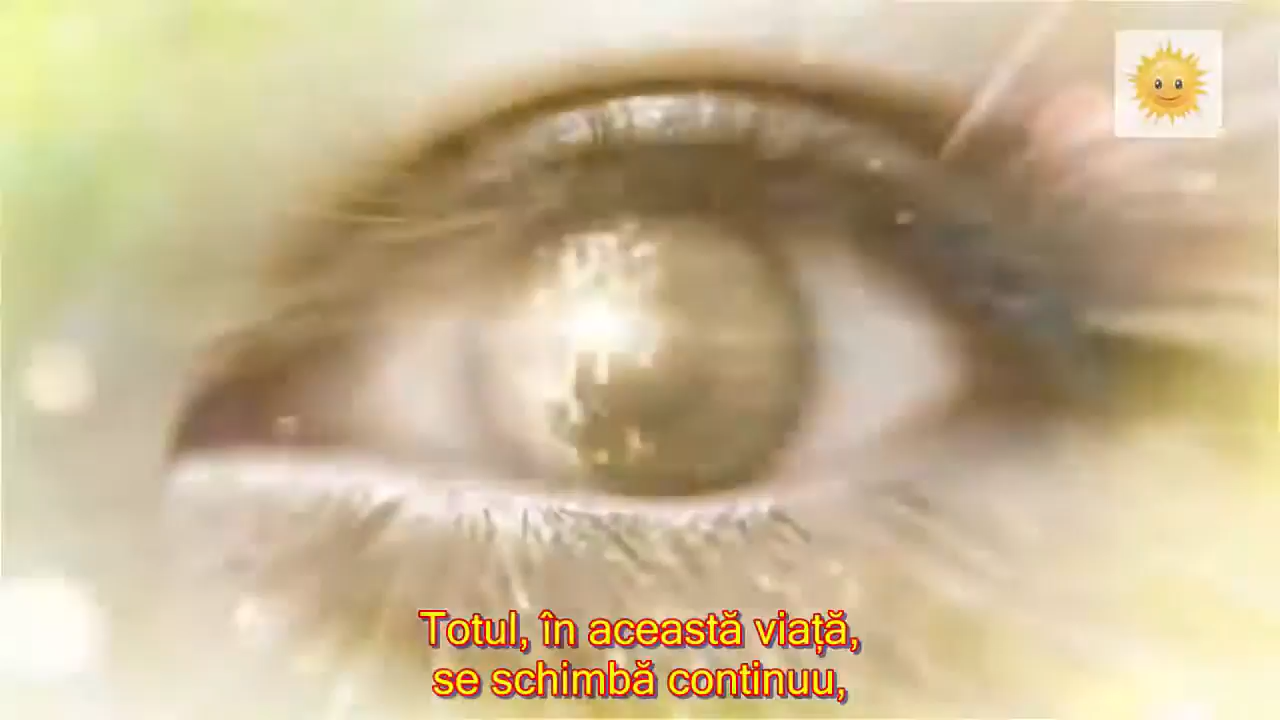 Totul, în această viață,
se schimbă continuu,